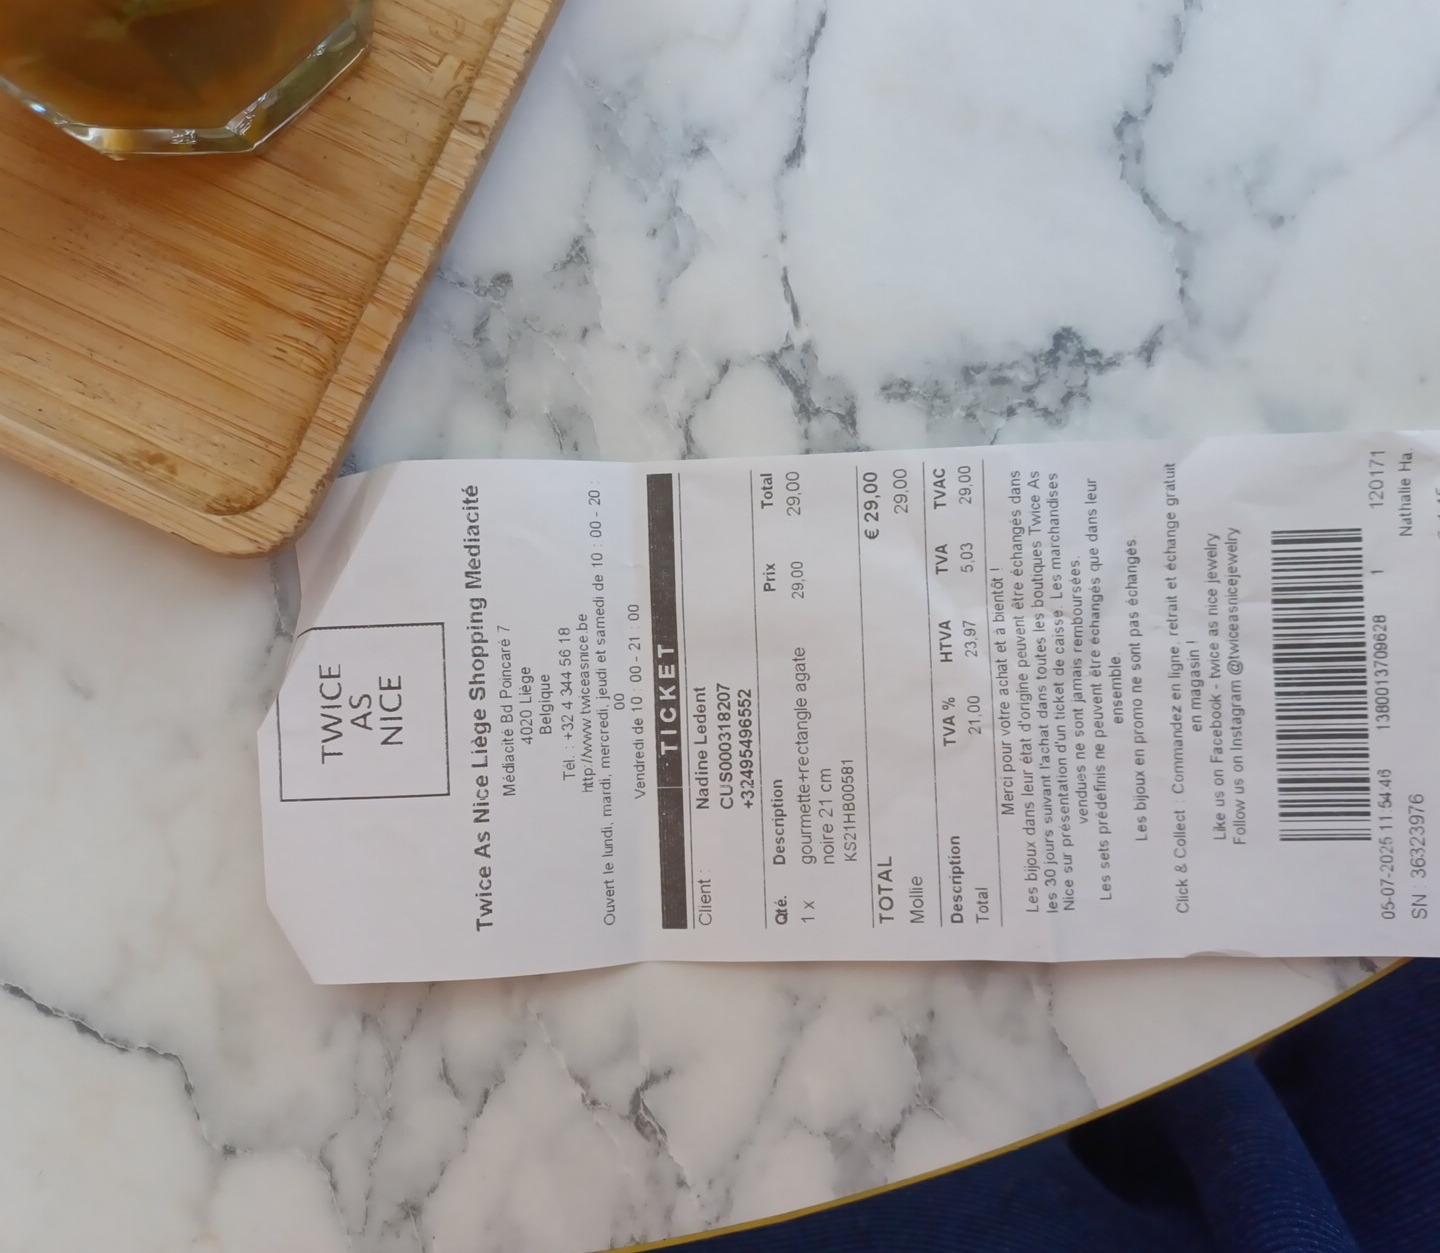 TWICE
AS
NICE
Twice As Nice Liège Shopping Mediacité
Médiacité Bd Poincaré 7
4020 Liège
Belgique
Tél. : +32 4 344 56 18
http://www.twiceasnice.be
Ouvert le lundi, mardi, mercredi, jeudi et samedi de 10 : 00 - 20 :
00
Vendredi de 10 : 00 - 21 : 00
TICKET
Client : Nadine Ledent
CUS000318207
+32495496552
Qté. Description Prix Total
1 x gourmette+rectangle agate 29,00 29,00
noire 21 cm
KS21HB00581
TOTAL € 29,00
Mollie 29,00
Description TVA % HTVA TVA TVAC
Total 21,00 23,97 5,03 29,00
Merci pour votre achat et à bientôt !
Les bijoux dans leur état d'origine peuvent être échangés dans
les 30 jours suivant l'achat dans toutes les boutiques Twice As
Nice sur présentation d'un ticket de caisse. Les marchandises
vendues ne sont jamais remboursées.
Les sets prédéfinis ne peuvent être échangés que dans leur
ensemble.
Les bijoux en promo ne sont pas échangés.
Click & Collect : Commandez en ligne, retrait et échange gratuit
en magasin !
Like us on Facebook - twice as nice jewelry
Follow us on Instagram @twiceasnicejewelry
05-07-2025 11:54:46 1380013709628 1 120171
SN : 36323976 Nathalie Ha.